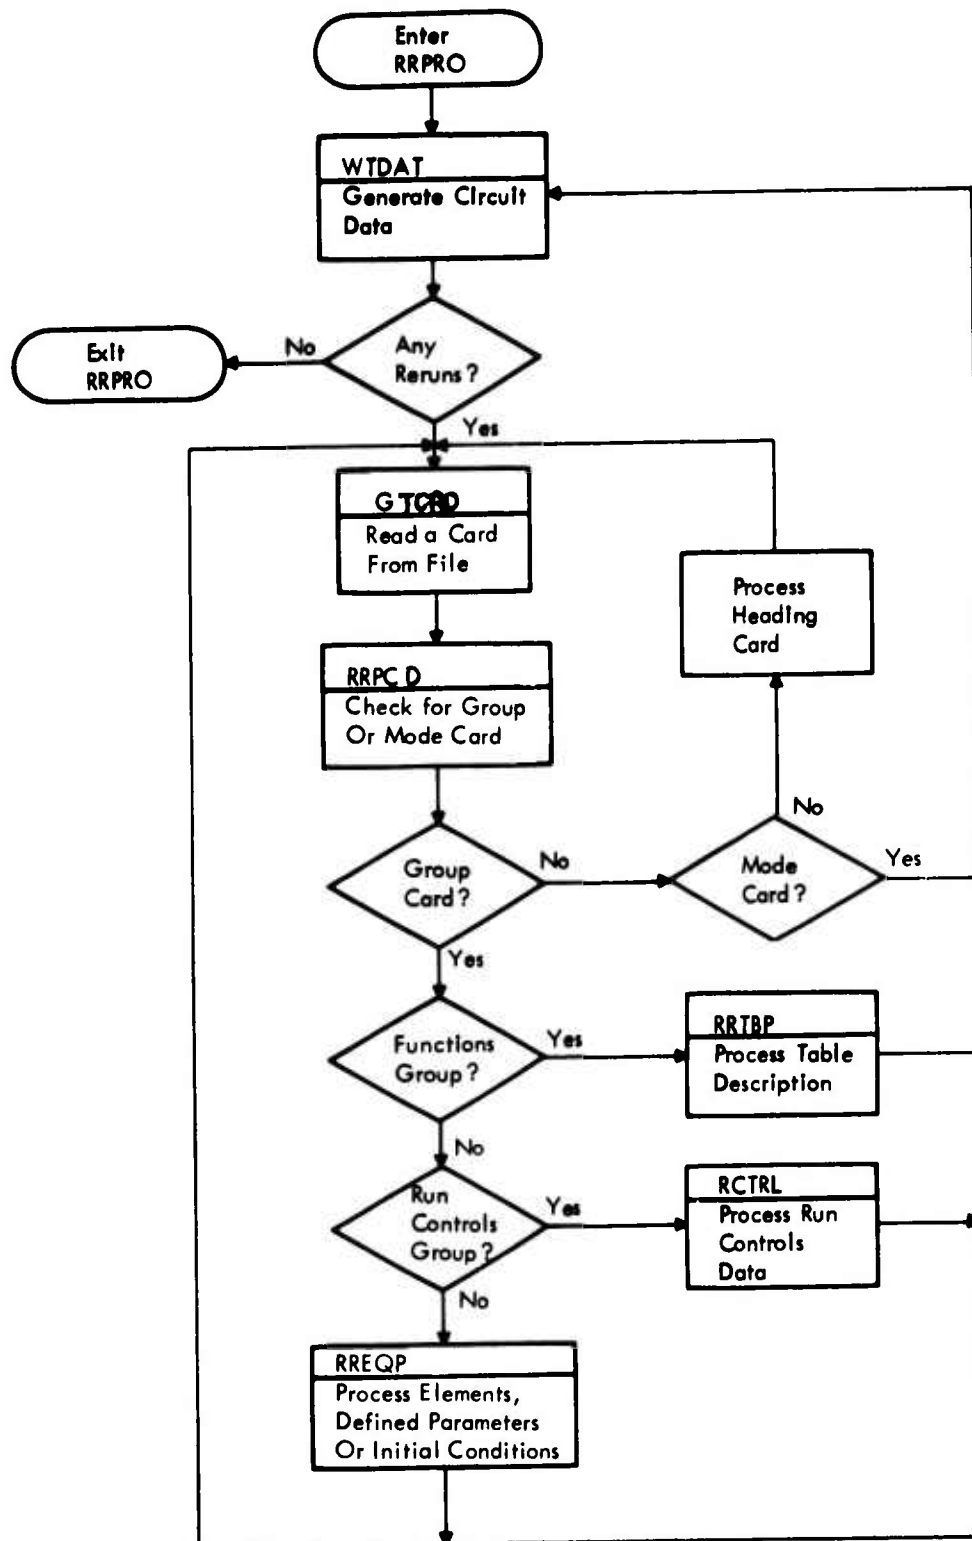 Enter
RRPRO
WTDAT
Generate Circuit
Data
Any
Reruns?
No
Exit
RRPRO
Yes
GTCRD
Read a Card
From File
Process
Heading
Card
RRPCD
Check for Group
Or Mode Card
No
Group
Card?
No
Mode
Card?
Yes
Yes
Functions
Group?
Yes
RRTBP
Process Table
Description
No
Run
Controls
Group?
Yes
RCTRL
Process Run
Controls
Data
No
RREQP
Process Elements,
Defined Parameters
Or Initial Conditions